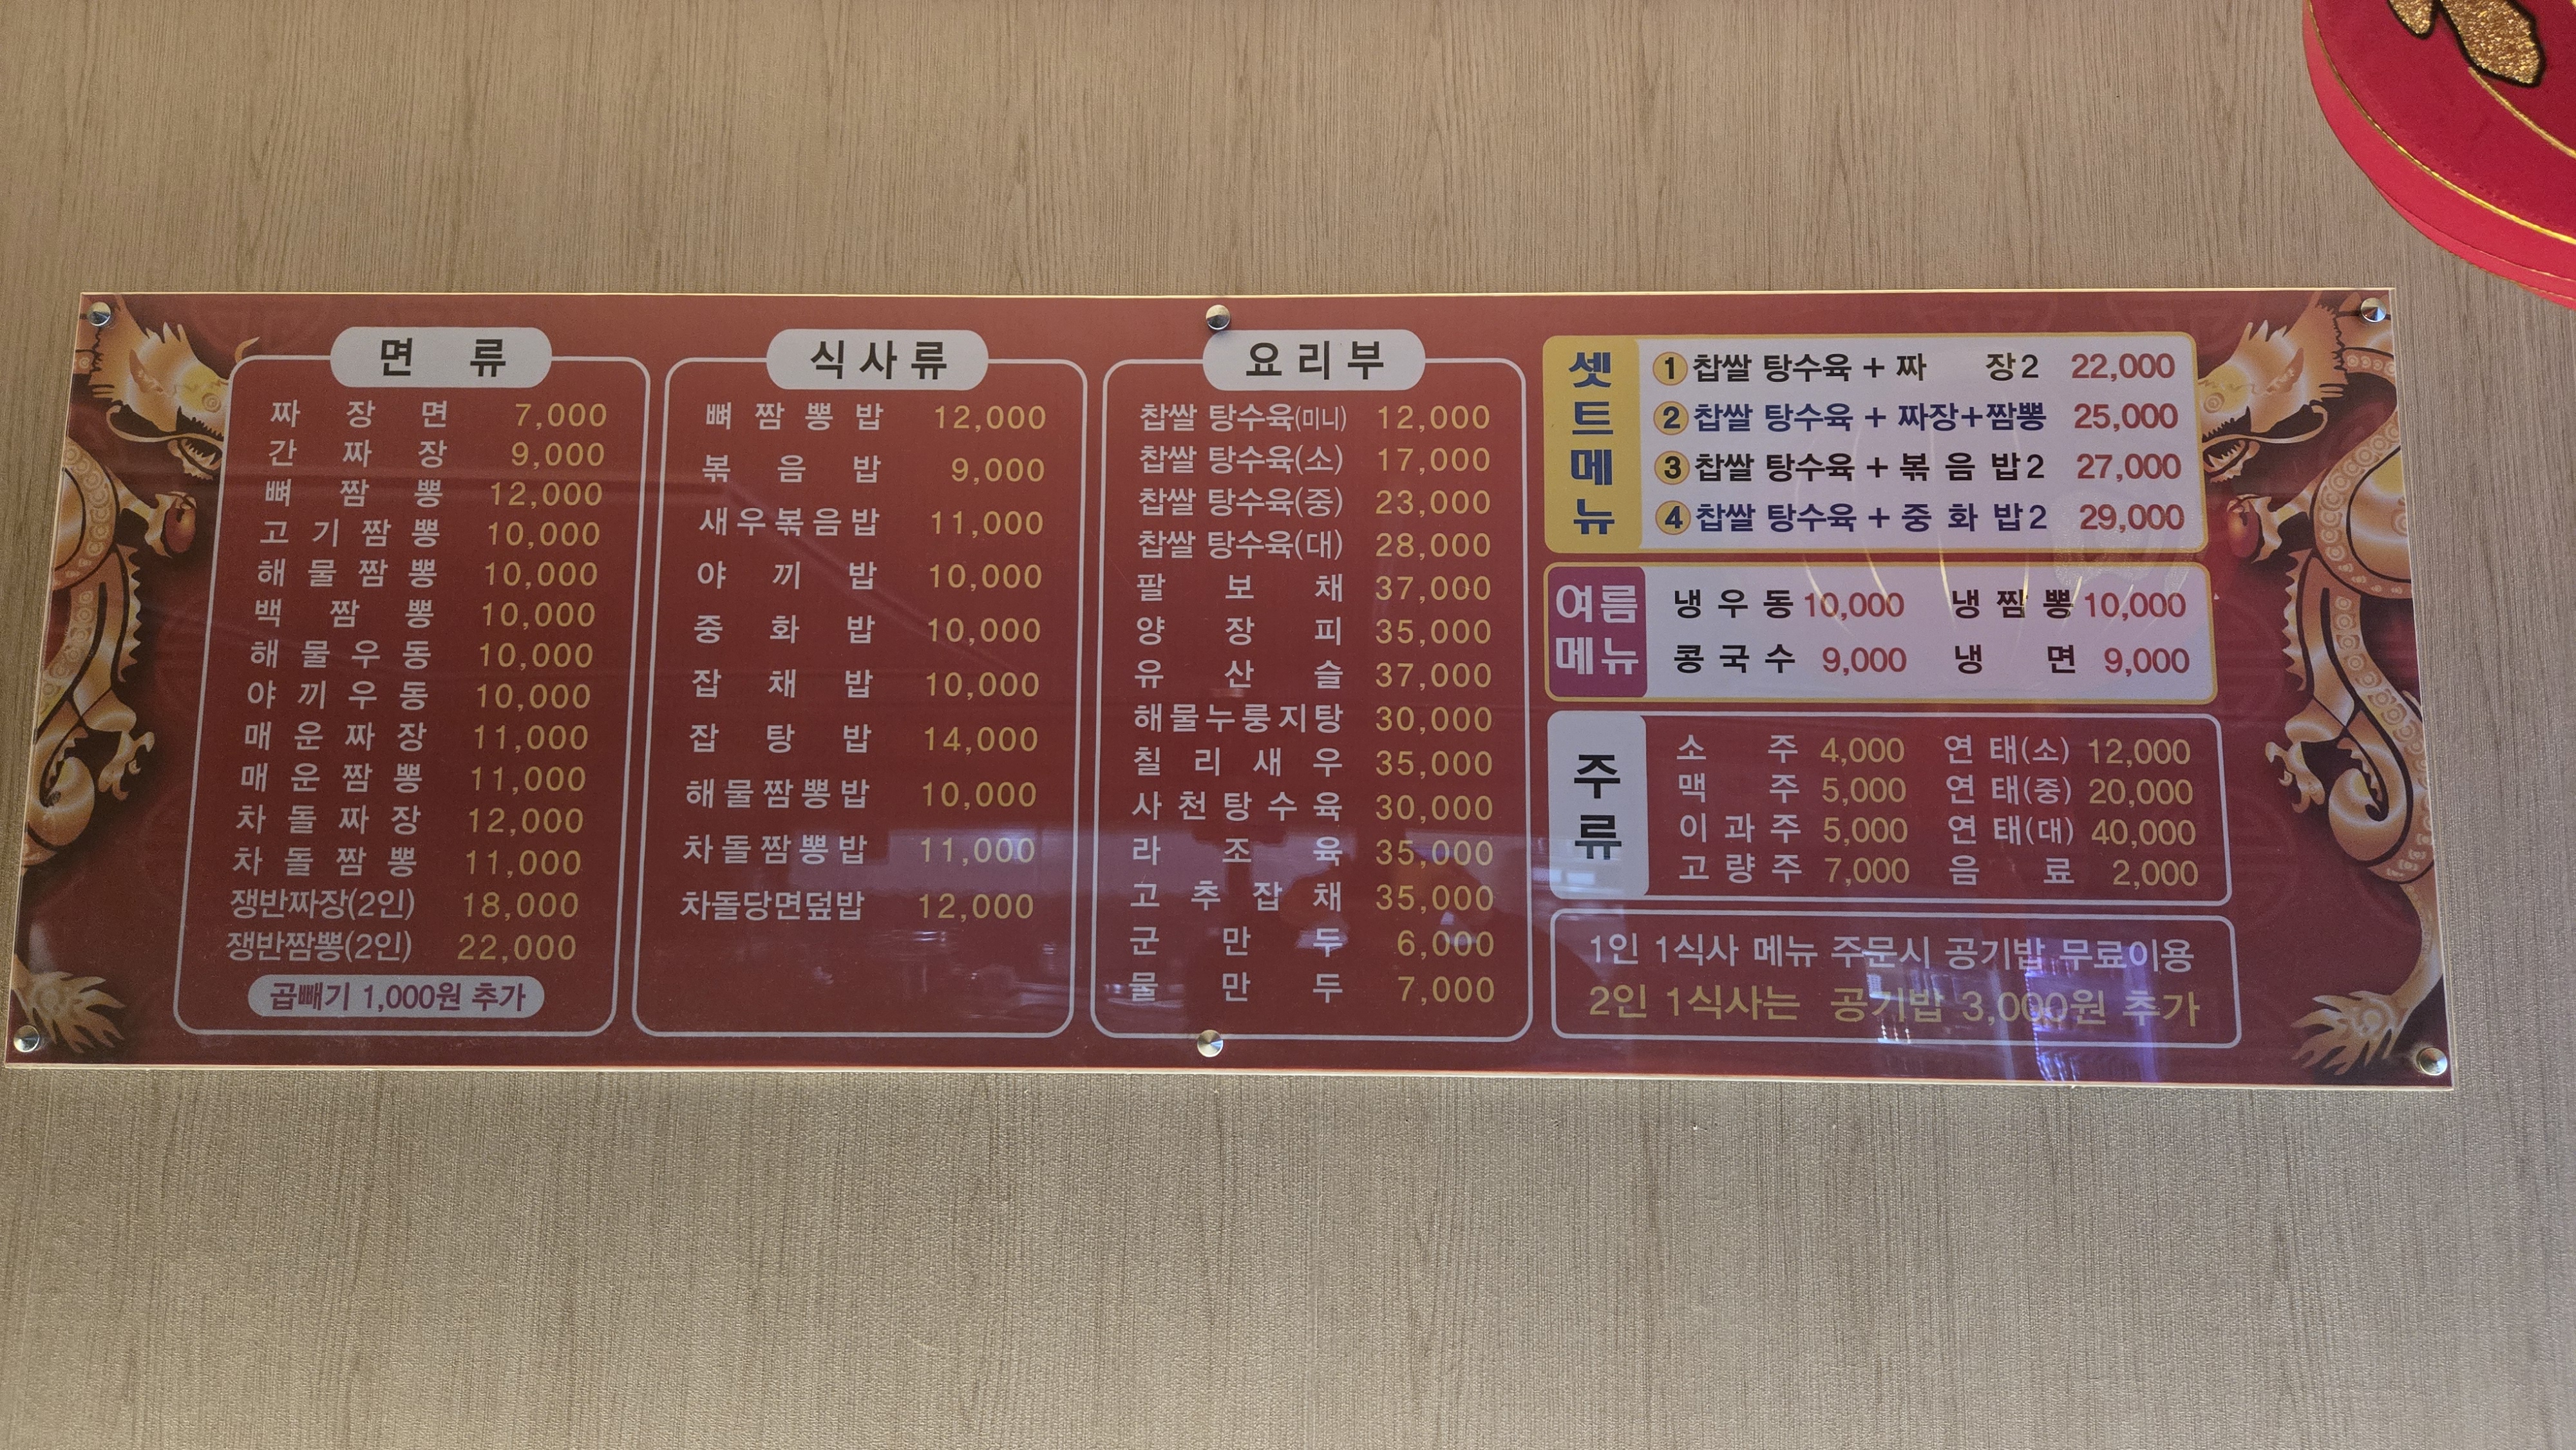 면 류
짜장면 7,000
간짜장 9,000
뼈짬뽕 12,000
고기짬뽕 10,000
해물짬뽕 10,000
백짬뽕 10,000
해물우동 10,000
야끼우동 10,000
매운짜장 11,000
매운짬뽕 11,000
차돌짜장 12,000
차돌짬뽕 11,000
쟁반짜장(2인) 18,000
쟁반짬뽕(2인) 22,000
곱빼기 1,000원 추가
식사류
뼈짬뽕밥 12,000
볶음밥 9,000
새우볶음밥 11,000
야끼밥 10,000
중화밥 10,000
잡채밥 10,000
잡탕밥 14,000
해물짬뽕밥 10,000
차돌짬뽕밥 11,000
차돌당면덮밥 12,000
요리부
찹쌀 탕수육(미니) 12,000
찹쌀 탕수육(소) 17,000
찹쌀 탕수육(중) 23,000
찹쌀 탕수육(대) 28,000
팔보채 37,000
양장피 35,000
유산슬 37,000
해물누룽지탕 30,000
칠리새우 35,000
사천탕수육 30,000
라조육 35,000
고추잡채 35,000
군만두 6,000
물만두 7,000
셋트메뉴
1 찹쌀 탕수육 + 짜장2 22,000
2 찹쌀 탕수육 + 짜장+짬뽕 25,000
3 찹쌀 탕수육 + 볶음밥2 27,000
4 찹쌀 탕수육 + 중화밥2 29,000
여름메뉴
냉우동 10,000 냉짬뽕 10,000
콩국수 9,000 냉면 9,000
주류
소주 4,000 연태(소) 12,000
맥주 5,000 연태(중) 20,000
이과주 5,000 연태(대) 40,000
고량주 7,000 음료 2,000
1인 1식사 메뉴 주문시 공기밥 무료이용
2인 1식사는 공기밥 3,000원 추가